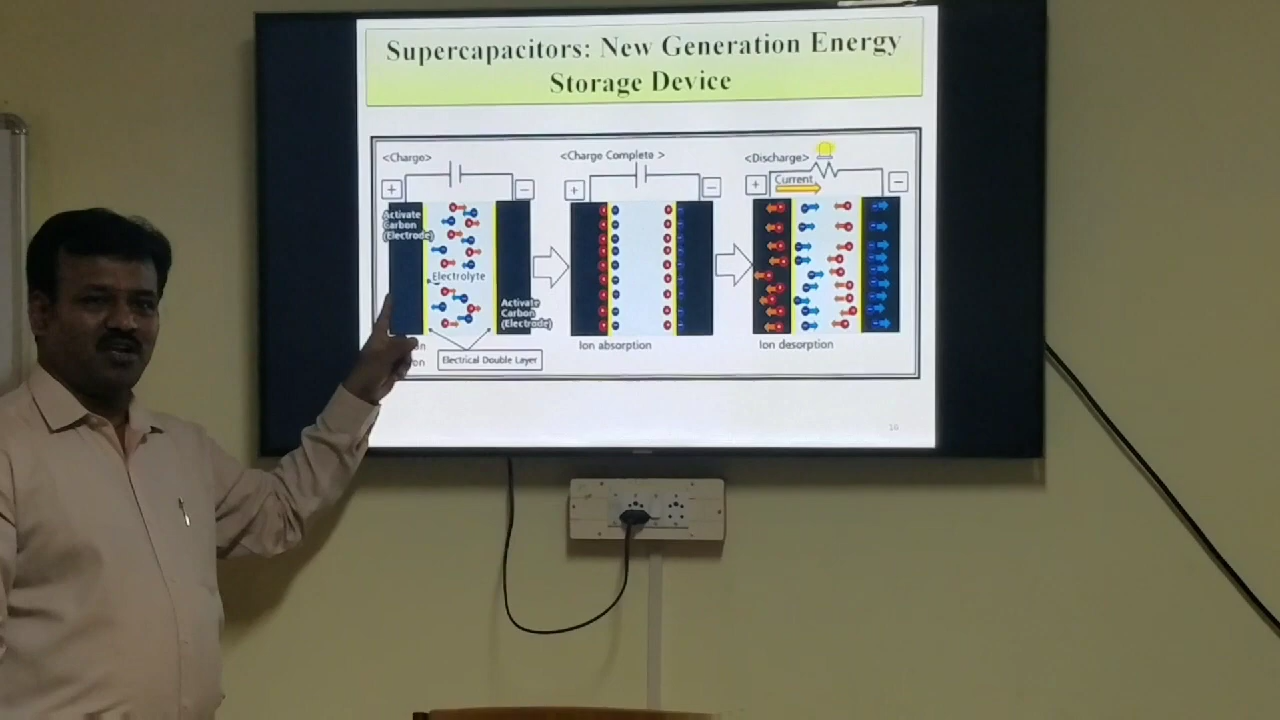 Supercapacitors: New Generation Energy
Storage Device
<Charge>
+
−
Activate
Carbon
(Electrode)
Electrolyte
Activate
Carbon
(Electrode)
Electrical Double Layer
<Charge Complete >
+
−
Ion absorption
<Discharge>
+
−
Current
Ion desorption